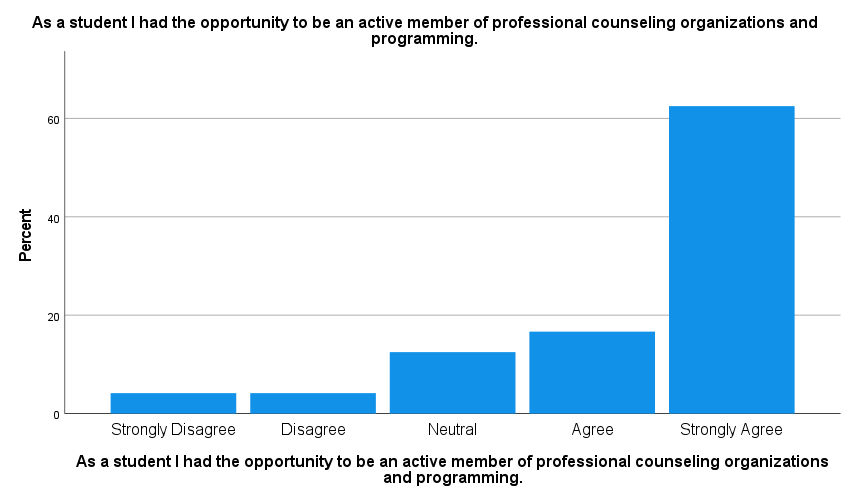 As a student I had the opportunity to be an active member of professional counseling organizations and
programming.
60
40
20
0
Percent
Strongly Disagree
Disagree
Neutral
Agree
Strongly Agree
As a student I had the opportunity to be an active member of professional counseling organizations
and programming.